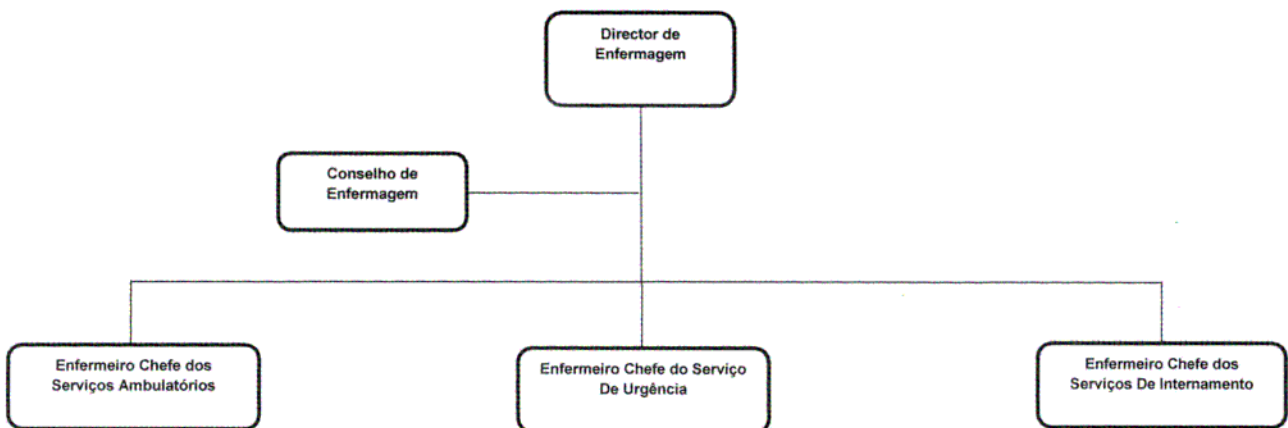 Director de
Enfermagem
Conselho de
Enfermagem
Enfermeiro Chefe dos
Serviços Ambulatórios
Enfermeiro Chefe do Serviço
De Urgência
Enfermeiro Chefe dos
Serviços De Internamento